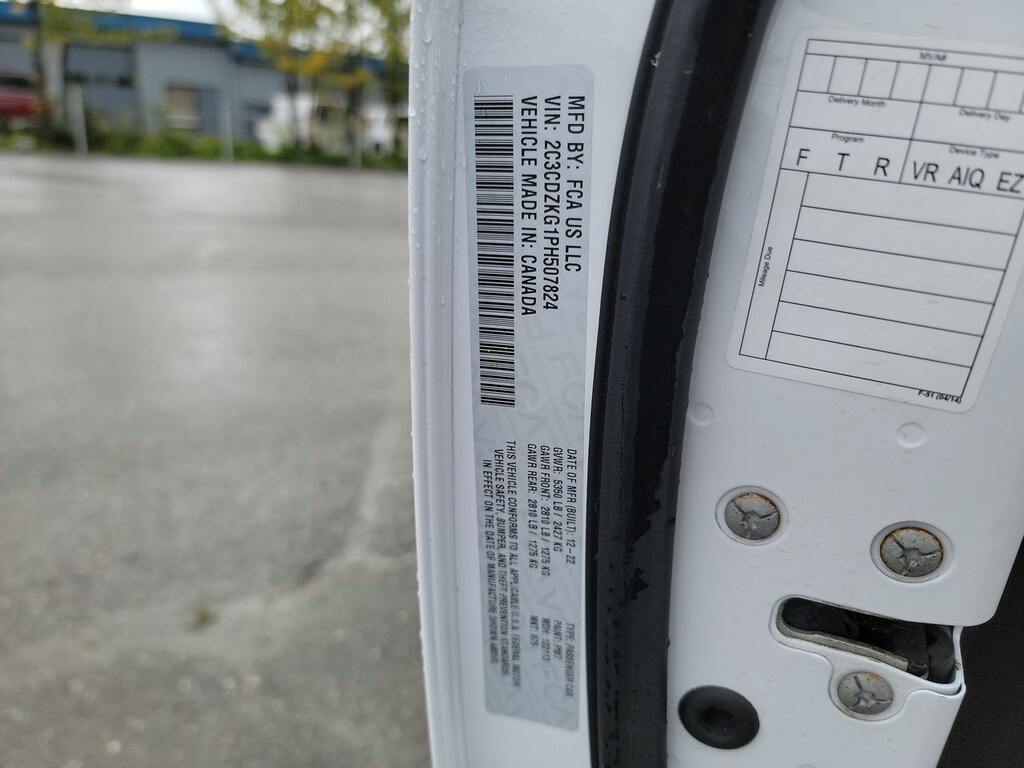 MFD BY: FCA US LLC
VIN: 2C3CDZKG1PH507824
VEHICLE MADE IN: CANADA
DATE OF MFR (BUILT): 12-22
GVWR: 5350 LB / 2427 KG
GAWR FRONT: 2810 LB / 1275 KG
GAWR REAR: 2810 LB / 1275 KG
THIS VEHICLE CONFORMS TO ALL APPLICABLE U.S.A. FEDERAL MOTOR
VEHICLE SAFETY, BUMPER, AND THEFT PREVENTION STANDARDS
IN EFFECT ON THE DATE OF MANUFACTURE SHOWN ABOVE.
TYPE: PASSENGER CAR
PAINT: PW7
MDH: 122113
MVA#
Delivery Month
Delivery Day
Program
Device Type
F T R
VR AIQ EZ
Mileage Due
F-51 (04/14)